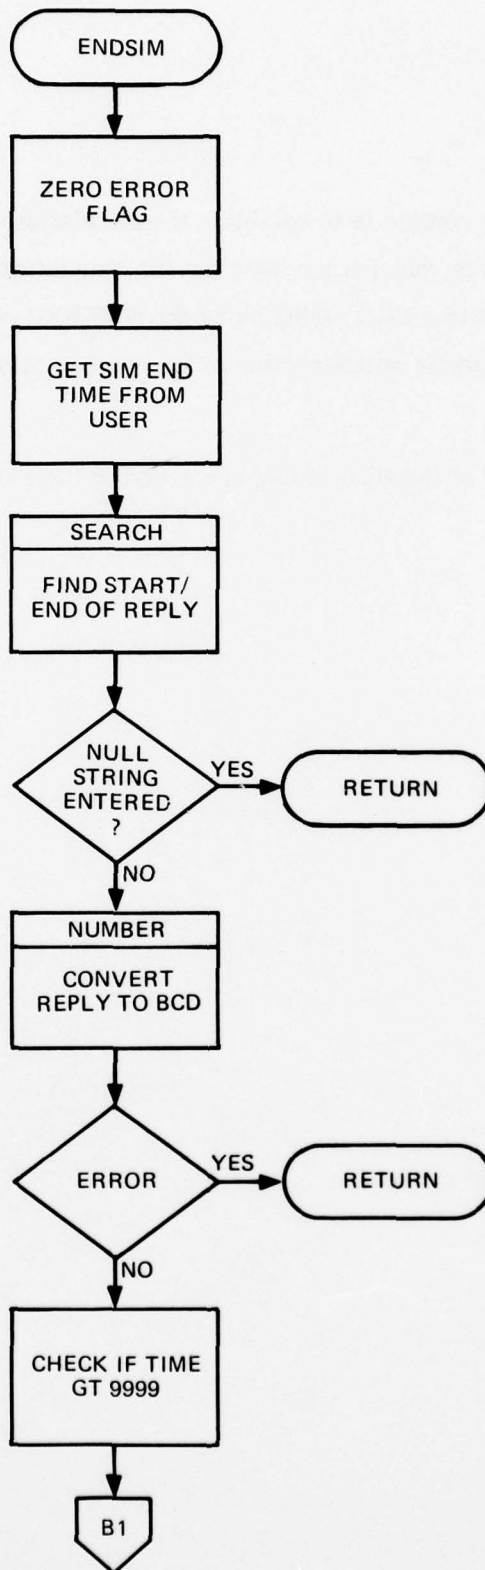 ENDSIM
ZERO ERROR
FLAG
GET SIM END
TIME FROM
USER
SEARCH
FIND START/
END OF REPLY
NULL
STRING
ENTERED
?
YES
RETURN
NO
NUMBER
CONVERT
REPLY TO BCD
ERROR
YES
RETURN
NO
CHECK IF TIME
GT 9999
B1